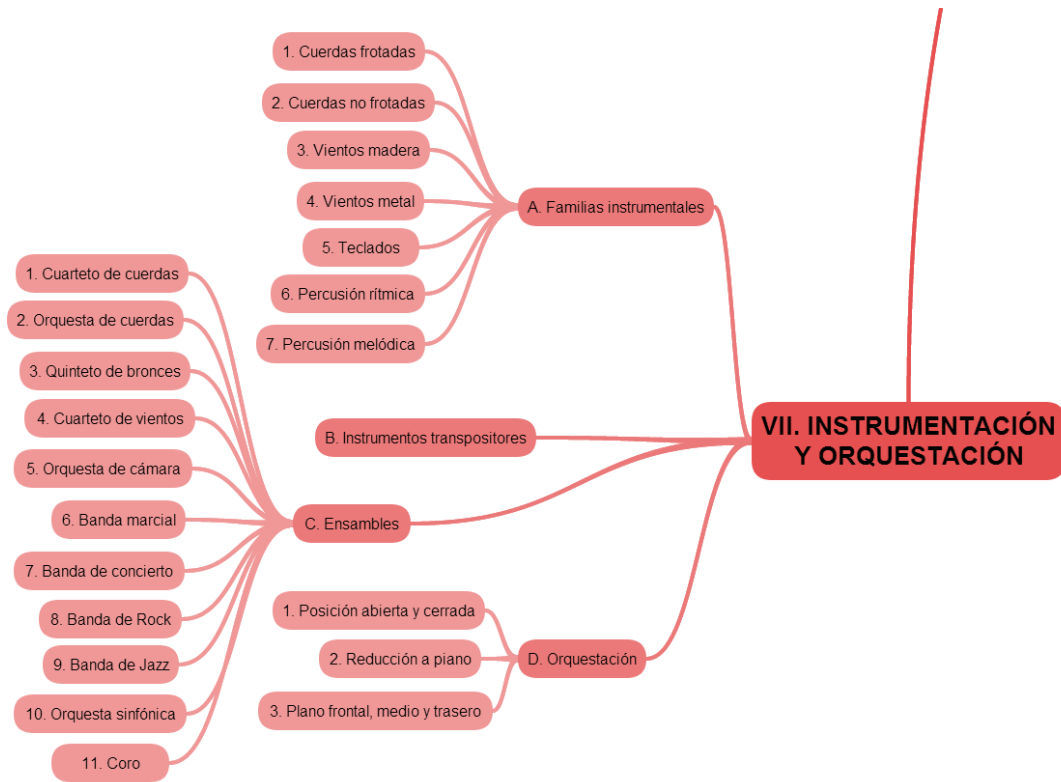 VII. INSTRUMENTACIÓN
Y ORQUESTACIÓN
A. Familias instrumentales
1. Cuerdas frotadas
2. Cuerdas no frotadas
3. Vientos madera
4. Vientos metal
5. Teclados
6. Percusión rítmica
7. Percusión melódica
B. Instrumentos transpositores
C. Ensambles
1. Cuarteto de cuerdas
2. Orquesta de cuerdas
3. Quinteto de bronces
4. Cuarteto de vientos
5. Orquesta de cámara
6. Banda marcial
7. Banda de concierto
8. Banda de Rock
9. Banda de Jazz
10. Orquesta sinfónica
11. Coro
D. Orquestación
1. Posición abierta y cerrada
2. Reducción a piano
3. Plano frontal, medio y trasero